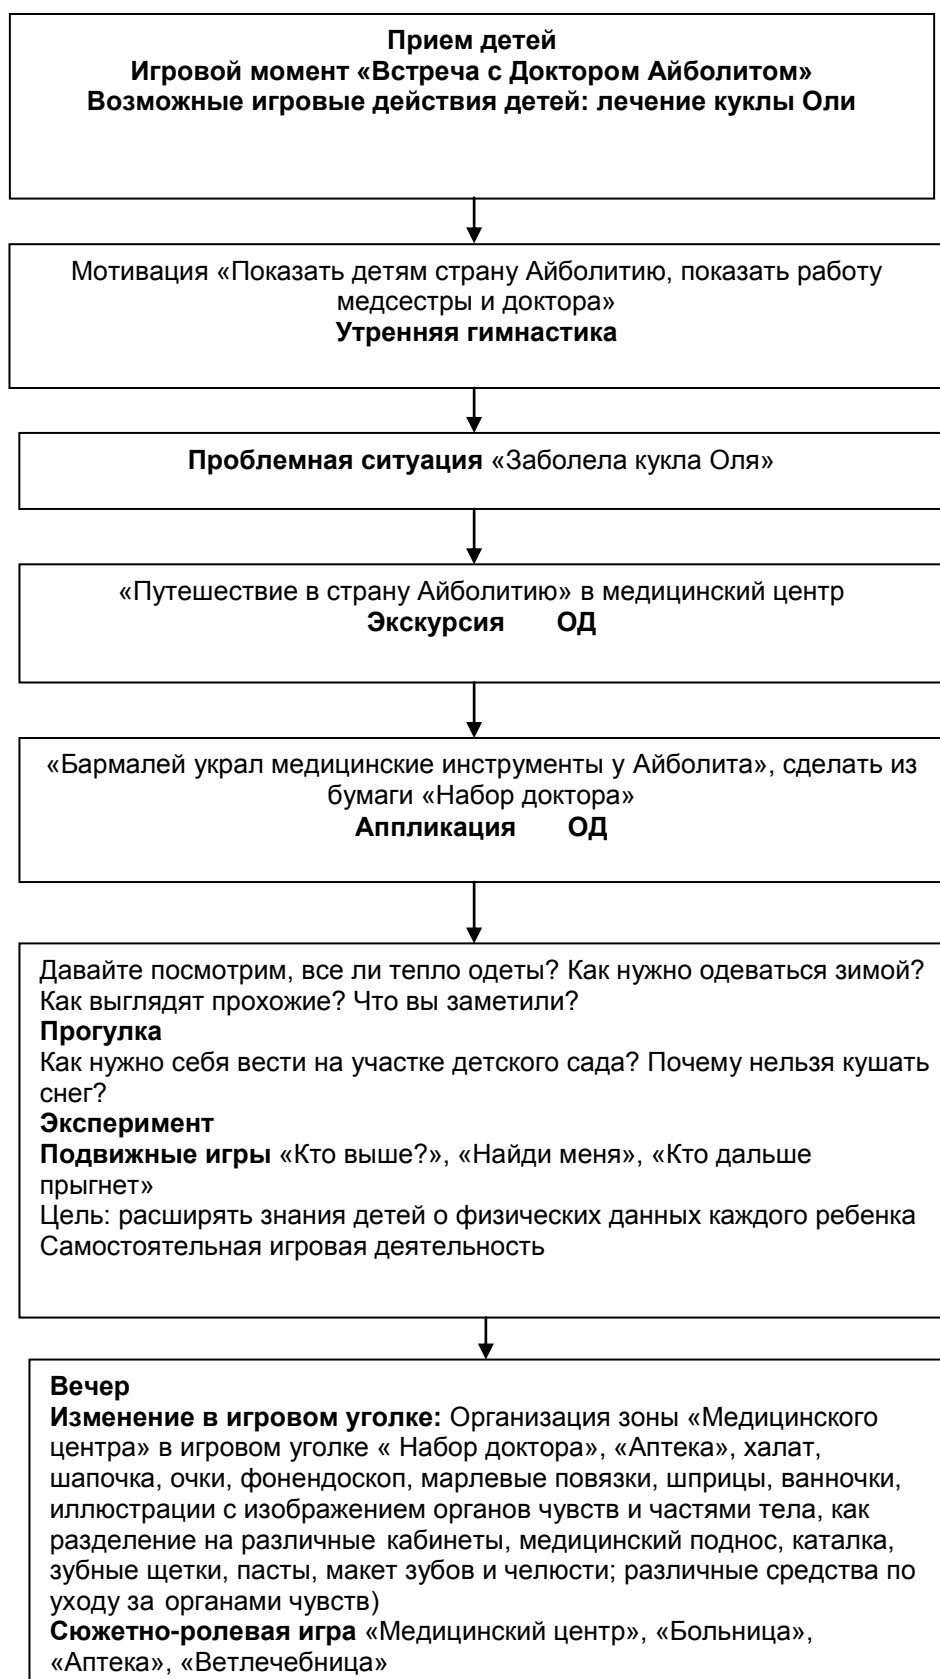 Прием детей
Игровой момент «Встреча с Доктором Айболитом»
Возможные игровые действия детей: лечение куклы Оли
Мотивация «Показать детям страну Айболитию, показать работу
медсестры и доктора»
Утренняя гимнастика
Проблемная ситуация «Заболела кукла Оля»
«Путешествие в страну Айболитию» в медицинский центр
Экскурсия ОД
«Бармалей украл медицинские инструменты у Айболита», сделать из
бумаги «Набор доктора»
Аппликация ОД
Давайте посмотрим, все ли тепло одеты? Как нужно одеваться зимой?
Как выглядят прохожие? Что вы заметили?
Прогулка
Как нужно себя вести на участке детского сада? Почему нельзя кушать
снег?
Эксперимент
Подвижные игры «Кто выше?», «Найди меня», «Кто дальше
прыгнет»
Цель: расширять знания детей о физических данных каждого ребенка
Самостоятельная игровая деятельность
Вечер
Изменение в игровом уголке: Организация зоны «Медицинского
центра» в игровом уголке « Набор доктора», «Аптека», халат,
шапочка, очки, фонендоскоп, марлевые повязки, шприцы, ванночки,
иллюстрации с изображением органов чувств и частями тела, как
разделение на различные кабинеты, медицинский поднос, каталка,
зубные щетки, пасты, макет зубов и челюсти; различные средства по
уходу за органами чувств)
Сюжетно-ролевая игра «Медицинский центр», «Больница»,
«Аптека», «Ветлечебница»